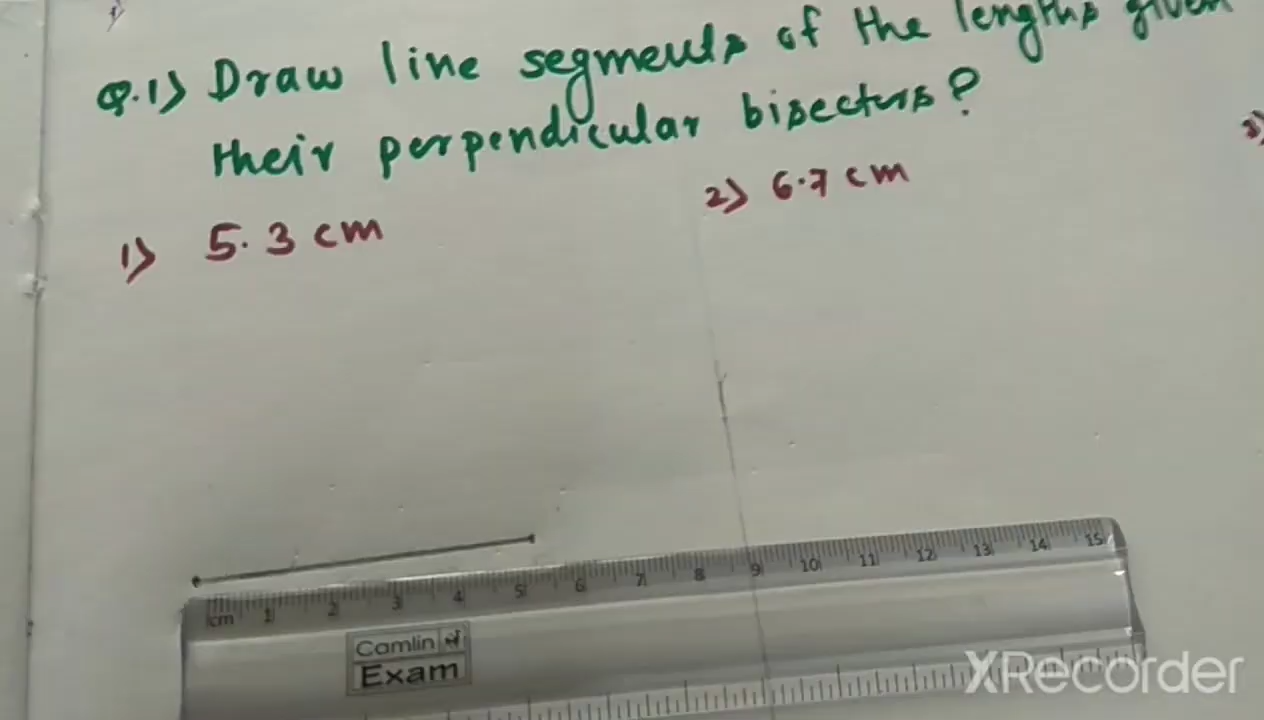 Q.1) Draw line segments of the lengths given
their perpendicular bisectors?
1) 5.3 cm
2) 6.7 cm
3)
cm 1 2 3 4 5 6 7 8 9 10 11 12 13 14 15
Camlin
Exam
XRecorder